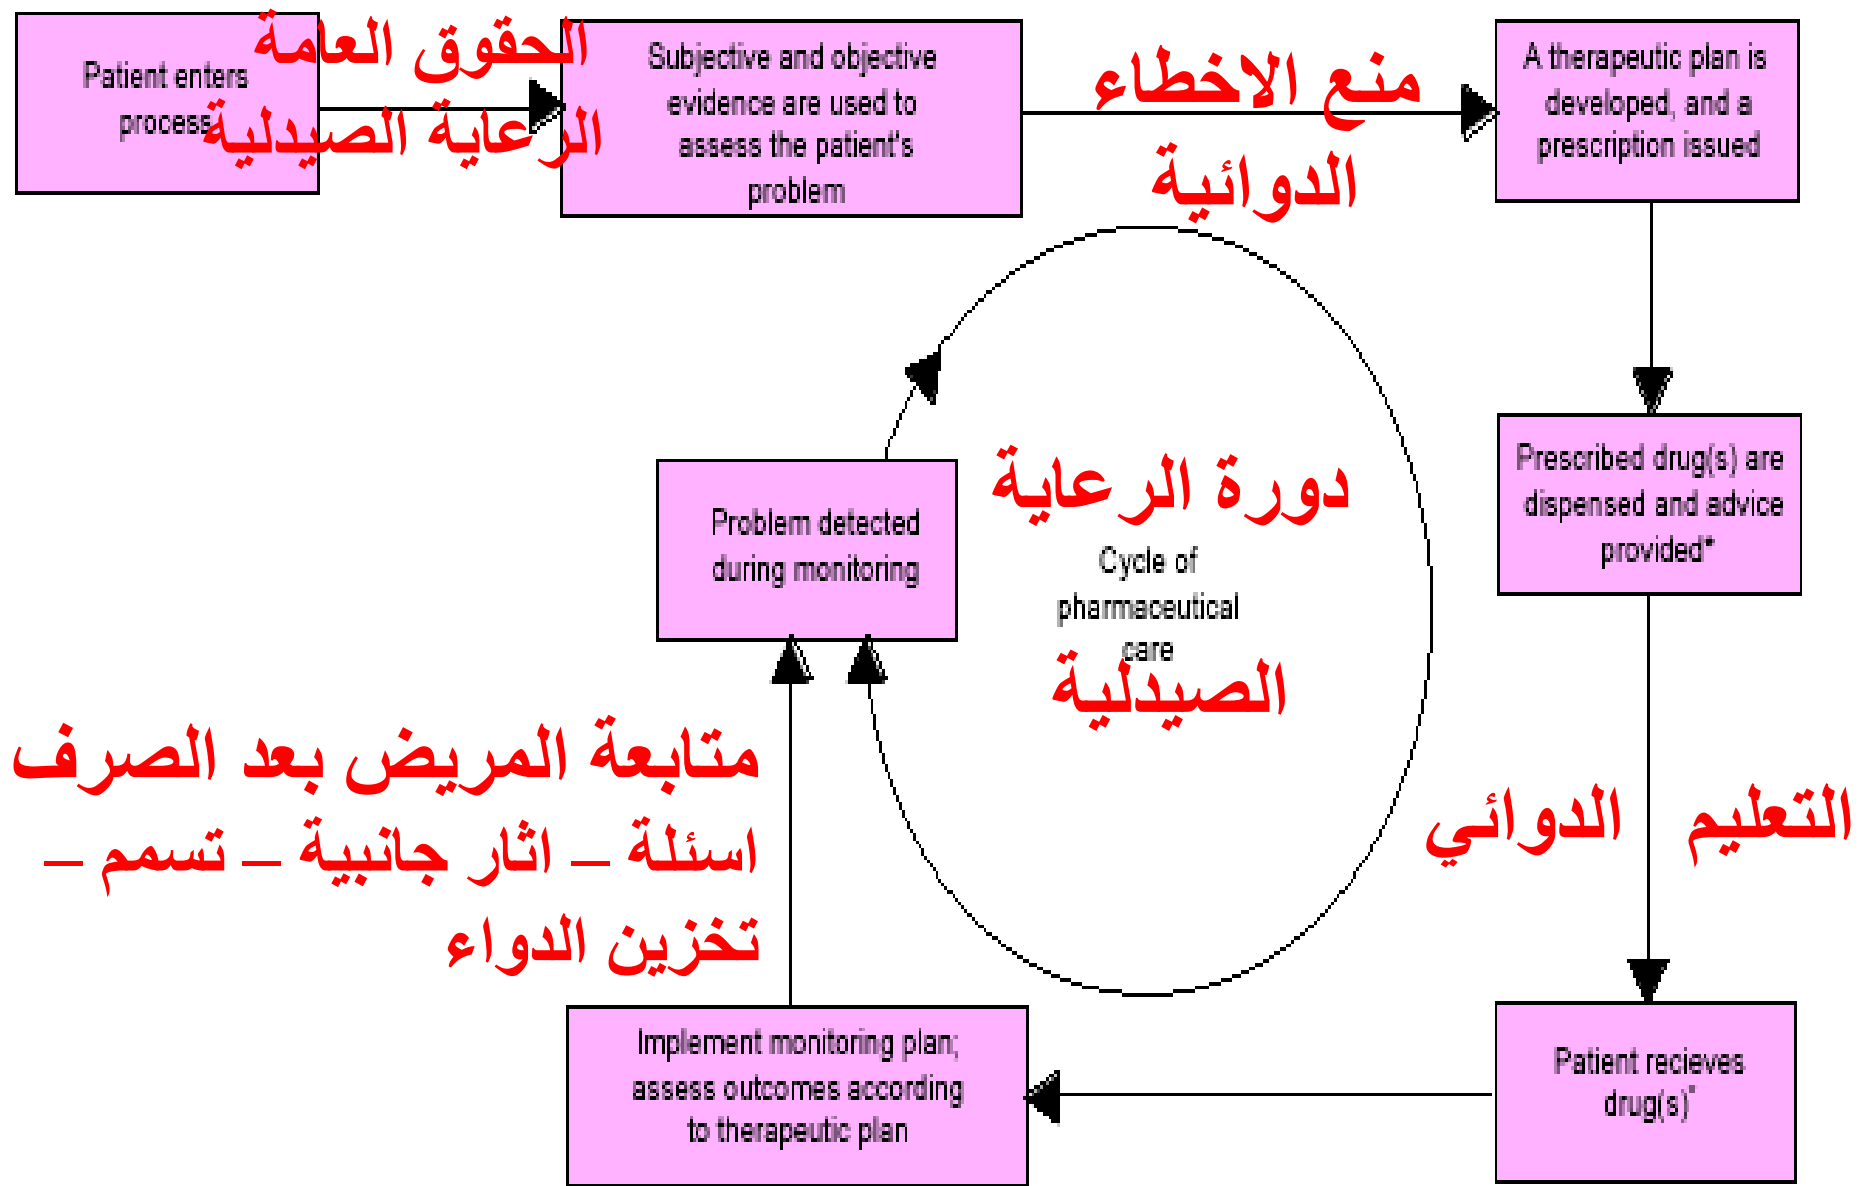 Patient enters
process
الحقوق العامة
الرعاية الصيدلية
Subjective and objective
evidence are used to
assess the patient's
problem
منع الاخطاء
الدوائية
A therapeutic plan is
developed, and a
prescription issued
Prescribed drug(s) are
dispensed and advice
provided*
Problem detected
during monitoring
دورة الرعاية
Cycle of
pharmaceutical
care
الصيدلية
التعليم الدوائي
متابعة المريض بعد الصرف
اسئلة – اثار جانبية – تسمم –
تخزين الدواء
Implement monitoring plan;
assess outcomes according
to therapeutic plan
Patient recieves
drug(s)*